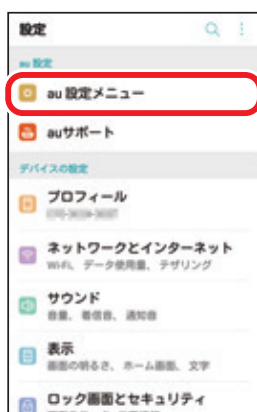 設定
au 設定
au 設定メニュー
auサポート
デバイスの設定
プロフィール
ネットワークとインターネット
Wi-Fi、データ使用量、テザリング
サウンド
音量、着信音、通知音
表示
画面の明るさ、ホーム画面、文字
ロック画面とセキュリティ